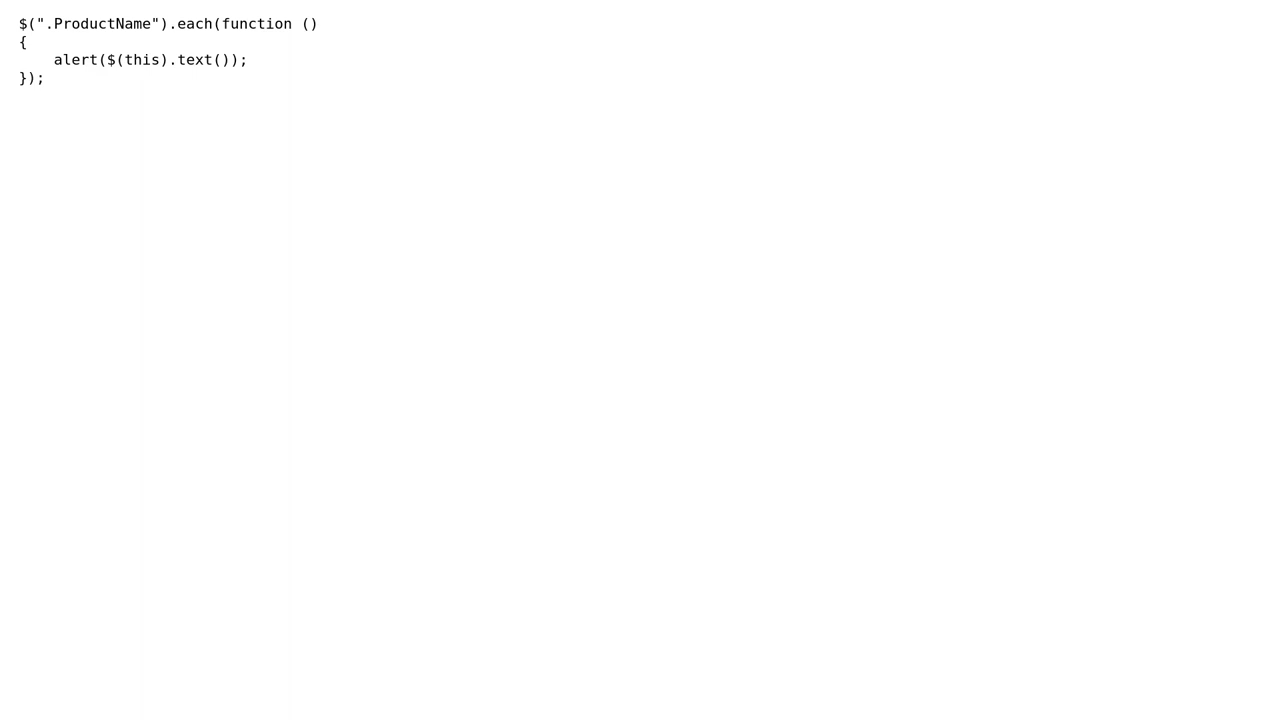 $(".ProductName").each(function ()
{
    alert($(this).text());
});